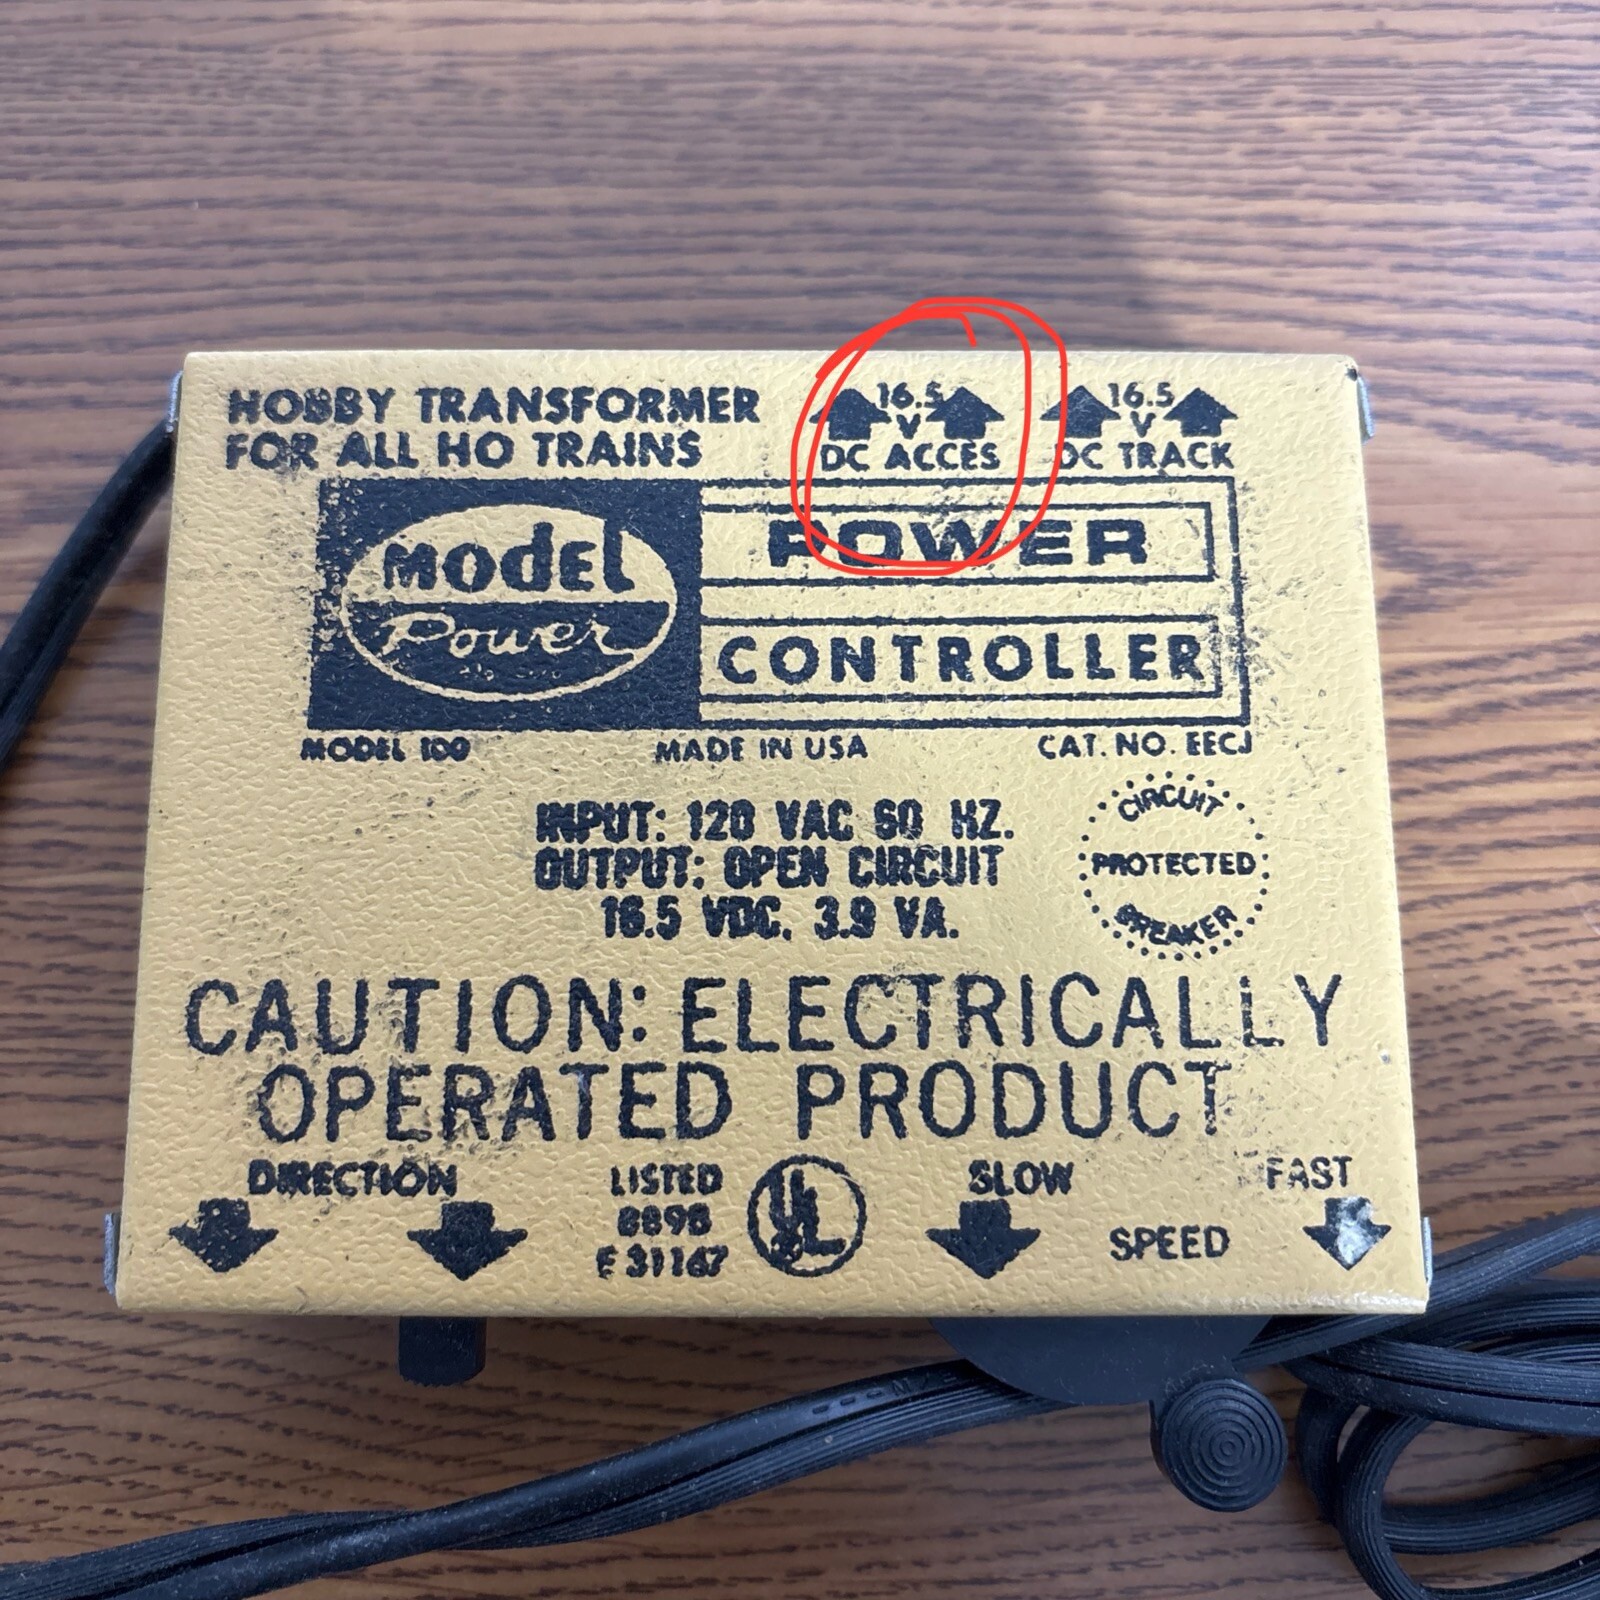 HOBBY TRANSFORMER
FOR ALL HO TRAINS
16.5
V
DC ACCES
16.5
V
DC TRACK
MODEL
Power
POWER
CONTROLLER
MODEL 100
MADE IN USA
CAT. NO. EECJ
INPUT: 120 VAC 60 HZ.
OUTPUT: OPEN CIRCUIT
16.5 VDC. 3.9 VA.
CIRCUIT
PROTECTED
BREAKER
CAUTION: ELECTRICALLY
OPERATED PRODUCT
DIRECTION
LISTED
889B
E 31167
UL
SLOW
FAST
SPEED